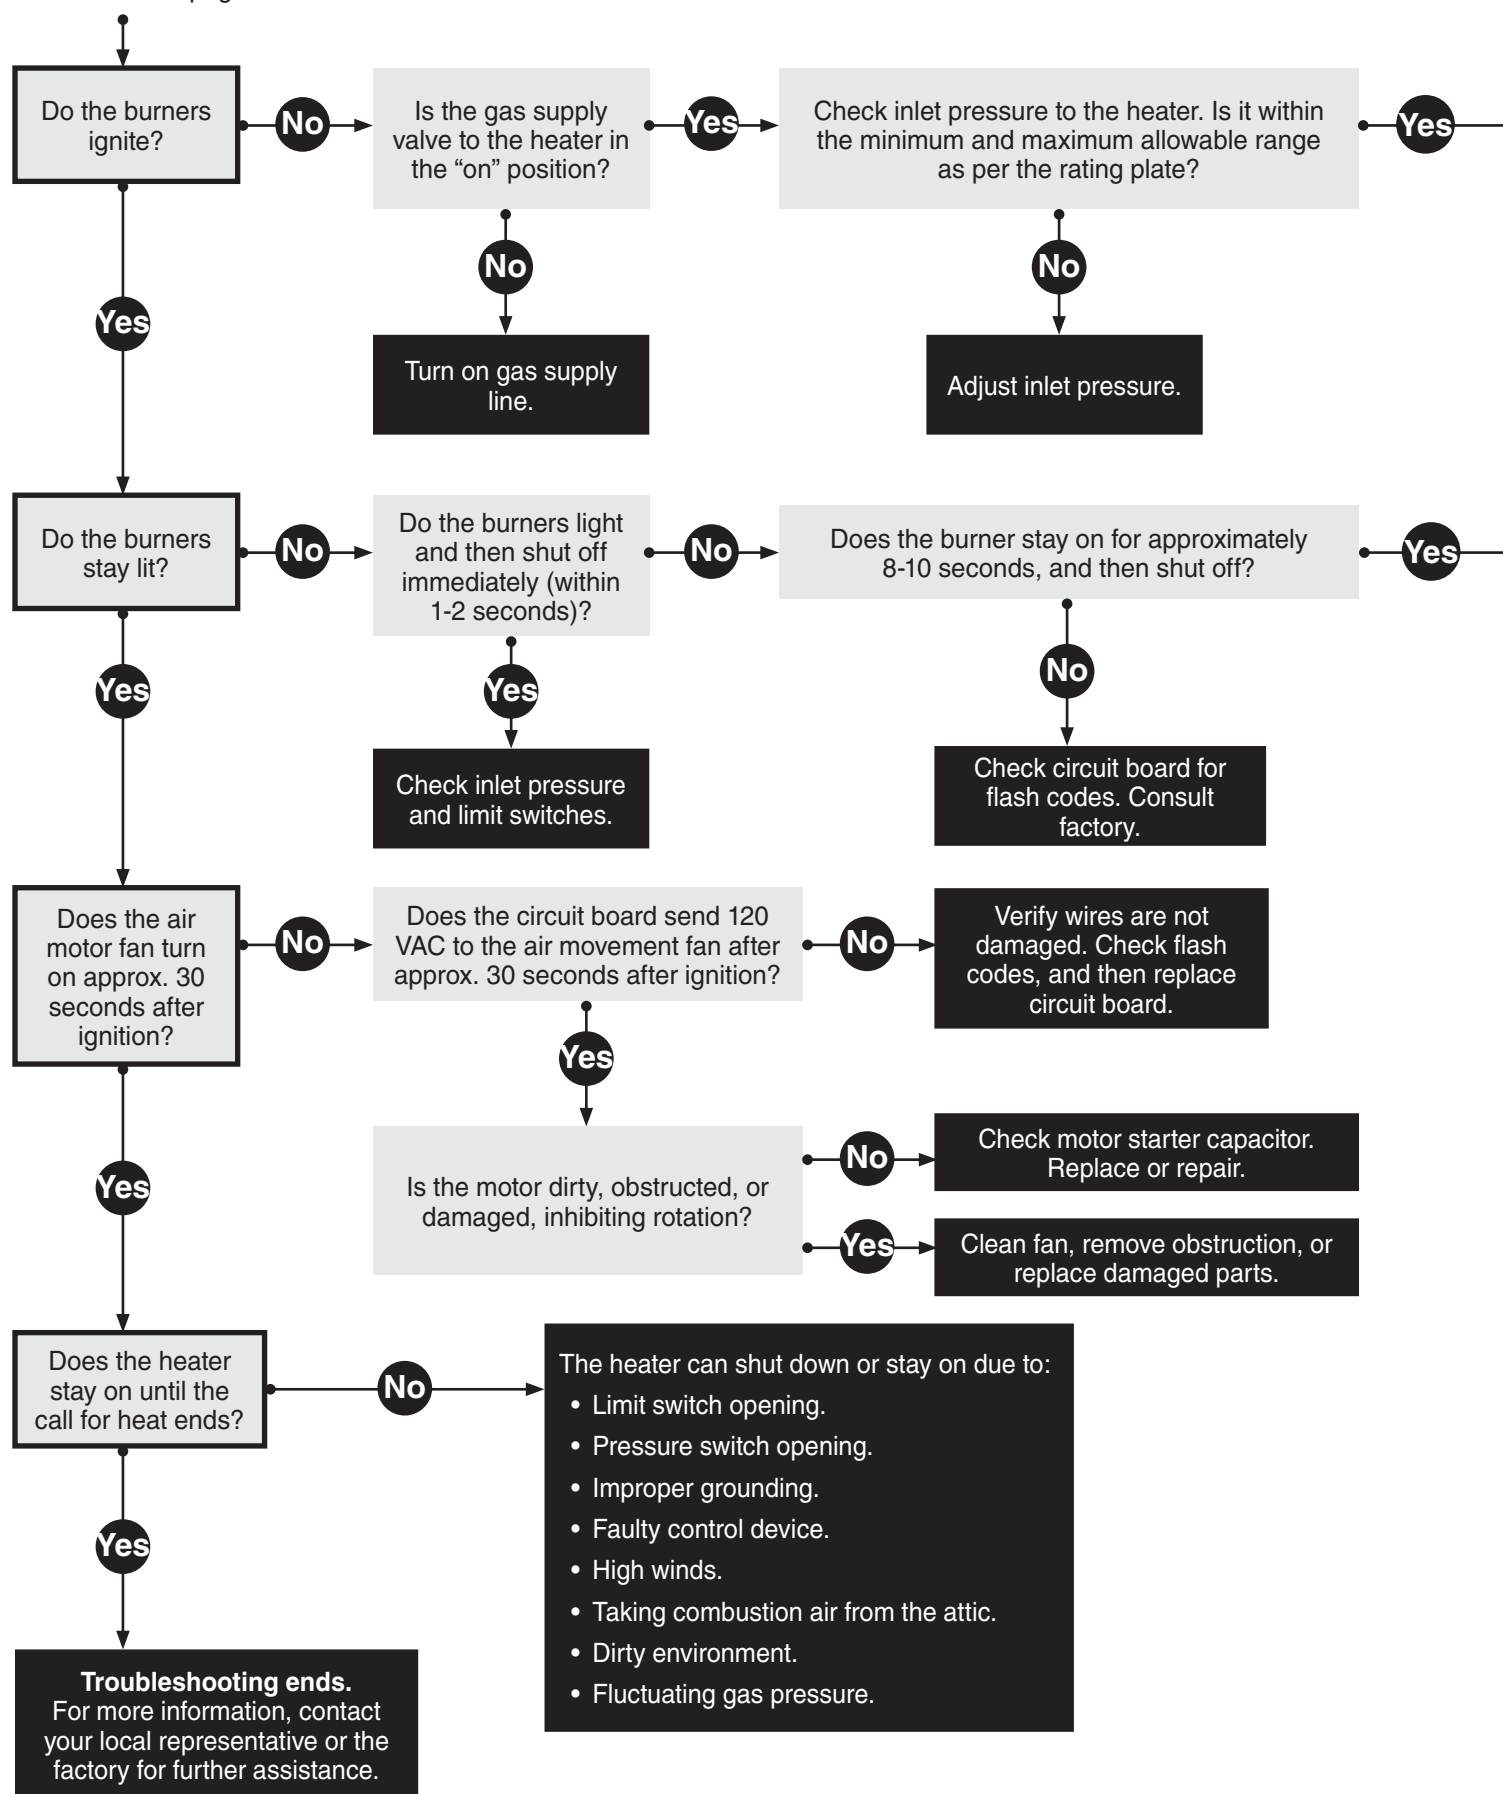 Do the burners
ignite?
No
Is the gas supply
valve to the heater in
the “on” position?
Yes
Check inlet pressure to the heater. Is it within
the minimum and maximum allowable range
as per the rating plate?
Yes
No
No
Yes
Turn on gas supply
line.
Adjust inlet pressure.
Do the burners
stay lit?
No
Do the burners light
and then shut off
immediately (within
1-2 seconds)?
No
Does the burner stay on for approximately
8-10 seconds, and then shut off?
Yes
Yes
Yes
No
Check inlet pressure
and limit switches.
Check circuit board for
flash codes. Consult
factory.
Does the air
motor fan turn
on approx. 30
seconds after
ignition?
No
Does the circuit board send 120
VAC to the air movement fan after
approx. 30 seconds after ignition?
No
Verify wires are not
damaged. Check flash
codes, and then replace
circuit board.
Yes
Yes
Is the motor dirty, obstructed, or
damaged, inhibiting rotation?
No
Check motor starter capacitor.
Replace or repair.
Yes
Clean fan, remove obstruction, or
replace damaged parts.
Does the heater
stay on until the
call for heat ends?
No
The heater can shut down or stay on due to:
• Limit switch opening.
• Pressure switch opening.
• Improper grounding.
• Faulty control device.
• High winds.
• Taking combustion air from the attic.
• Dirty environment.
• Fluctuating gas pressure.
Yes
Troubleshooting ends.
For more information, contact
your local representative or the
factory for further assistance.